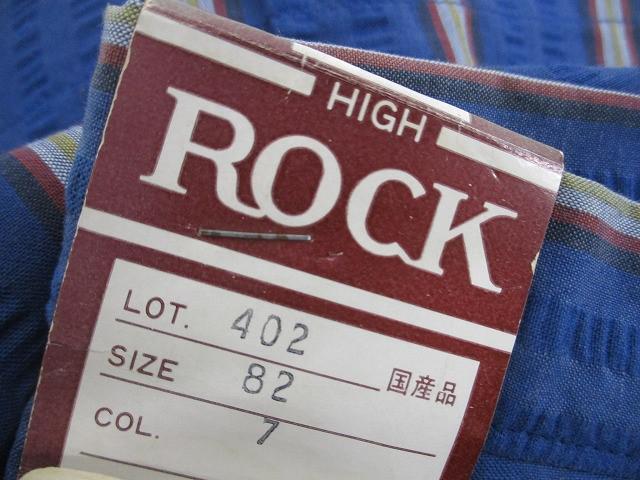 HIGH
ROCK
LOT. 402
SIZE 82 国産品
COL. 7